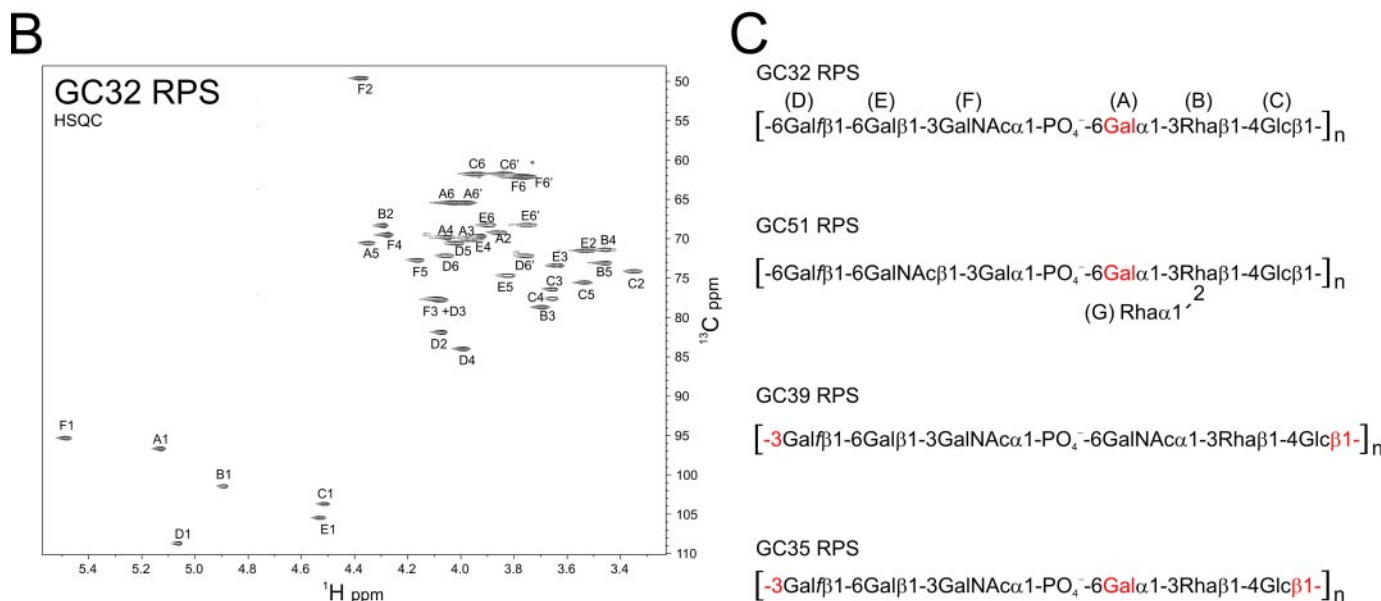 B
GC32 RPS
HSQC
F2
C6 C6'
F6 F6'
A6 A6'
B2
F4
A5
A4 A3 E6 E6'
D5 E4 A2
E2 B4
F5
D6
D6'
E3
B5
E5
C3
C5
C2
C4
B3
F3 +D3
D2
D4
F1
A1
B1
C1
E1
D1
50
55
60
65
70
75
80
85
90
95
100
105
110
¹³C ppm
5.4 5.2 5.0 4.8 4.6 4.4 4.2 4.0 3.8 3.6 3.4
¹H ppm
C
GC32 RPS
(D) (E) (F) (A) (B) (C)
[-6Galfβ1-6Galβ1-3GalNAcα1-PO₄⁻-6Galα1-3Rhaβ1-4Glcβ1-]n
GC51 RPS
[-6Galfβ1-6GalNAcβ1-3Galα1-PO₄⁻-6Galα1-3Rhaβ1-4Glcβ1-]n
(G) Rhaα1´2
GC39 RPS
[-3Galfβ1-6Galβ1-3GalNAcα1-PO₄⁻-6GalNAcα1-3Rhaβ1-4Glcβ1-]n
GC35 RPS
[-3Galfβ1-6Galβ1-3GalNAcα1-PO₄⁻-6Galα1-3Rhaβ1-4Glcβ1-]n